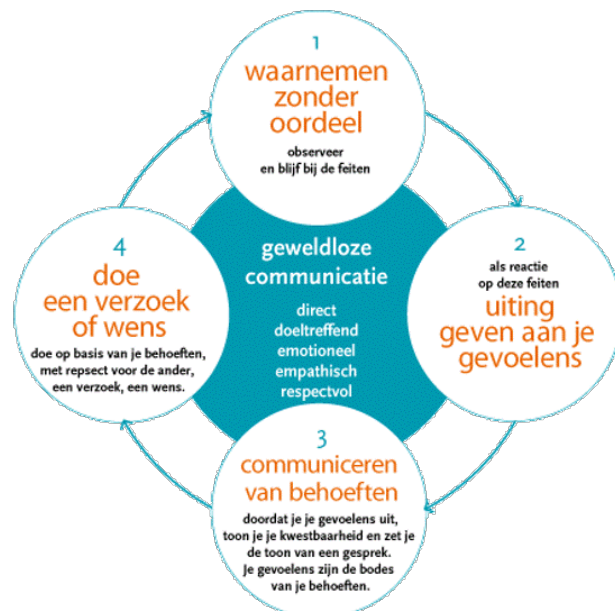 1
waarnemen
zonder
oordeel
observeer
en blijf bij de feiten
2
als reactie
op deze feiten
uiting
geven aan je
gevoelens
geweldloze
communicatie
direct
doeltreffend
emotioneel
empathisch
respectvol
3
communiceren
van behoeften
doordat je je gevoelens uit,
toon je je kwestbaarheid en zet je
de toon van een gesprek.
Je gevoelens zijn de bodes
van je behoeften.
4
doe
een verzoek
of wens
doe op basis van je behoeften,
met repsect voor de ander,
een verzoek, een wens.